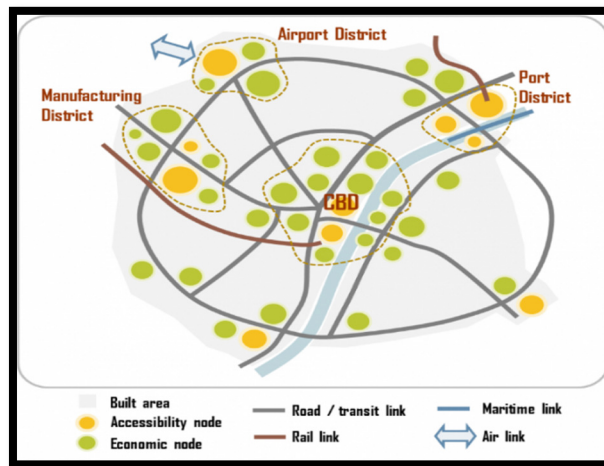 Airport District
Port
District
Manufacturing
District
CBD
Built area
Accessibility node
Economic node
Road / transit link
Rail link
Maritime link
Air link